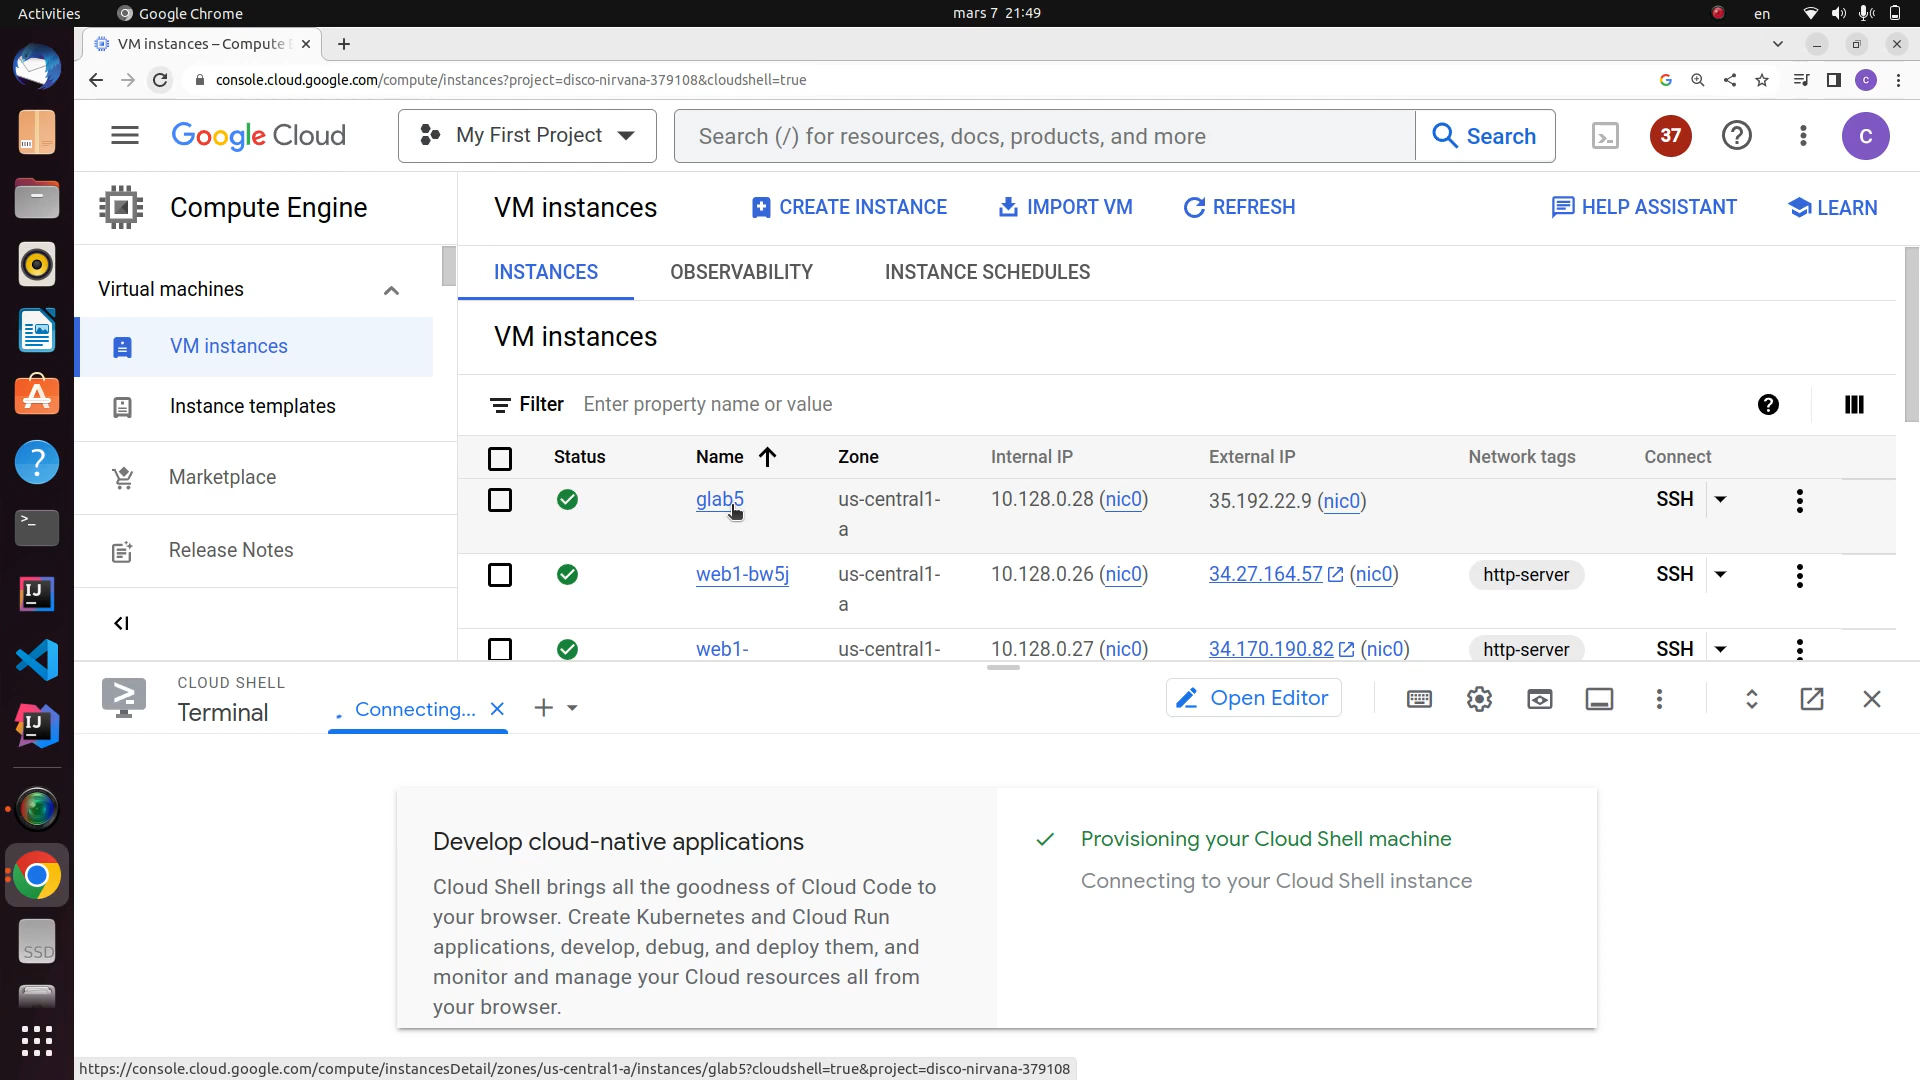 Activities
Google Chrome
mars 7 21:49
en
VM instances – Compute
console.cloud.google.com/compute/instances?project=disco-nirvana-379108&cloudshell=true
c
Google Cloud
My First Project
Search (/) for resources, docs, products, and more
Search
37
C
Compute Engine
VM instances
CREATE INSTANCE
IMPORT VM
REFRESH
HELP ASSISTANT
LEARN
INSTANCES
OBSERVABILITY
INSTANCE SCHEDULES
Virtual machines
VM instances
Instance templates
Marketplace
Release Notes
VM instances
Filter
Enter property name or value
Status Name Zone Internal IP External IP Network tags Connect
glab5 us-central1- 10.128.0.28 (nic0) 35.192.22.9 (nic0) SSH
a
web1-bw5j us-central1- 10.128.0.26 (nic0) 34.27.164.57 (nic0) http-server SSH
a
web1- us-central1- 10.128.0.27 (nic0) 34.170.190.82 (nic0) http-server SSH
CLOUD SHELL
Terminal
Connecting...
Open Editor
Develop cloud-native applications
Cloud Shell brings all the goodness of Cloud Code to
your browser. Create Kubernetes and Cloud Run
applications, develop, debug, and deploy them, and
monitor and manage your Cloud resources all from
your browser.
Provisioning your Cloud Shell machine
Connecting to your Cloud Shell instance
IJ
IJ
SSD
https://console.cloud.google.com/compute/instancesDetail/zones/us-central1-a/instances/glab5?cloudshell=true&project=disco-nirvana-379108